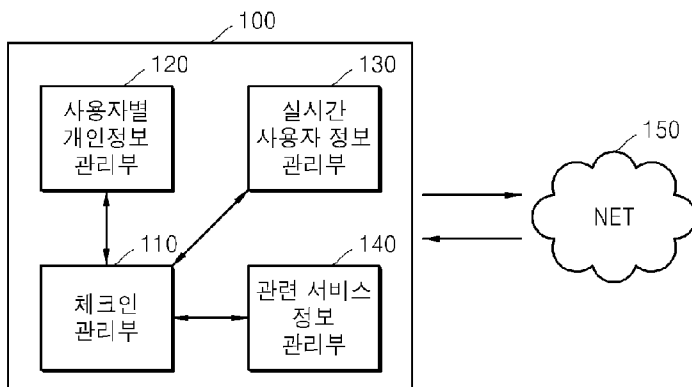 100
120
사용자별
개인정보
관리부
130
실시간
사용자 정보
관리부
150
NET
110
체크인
관리부
140
관련 서비스
정보
관리부